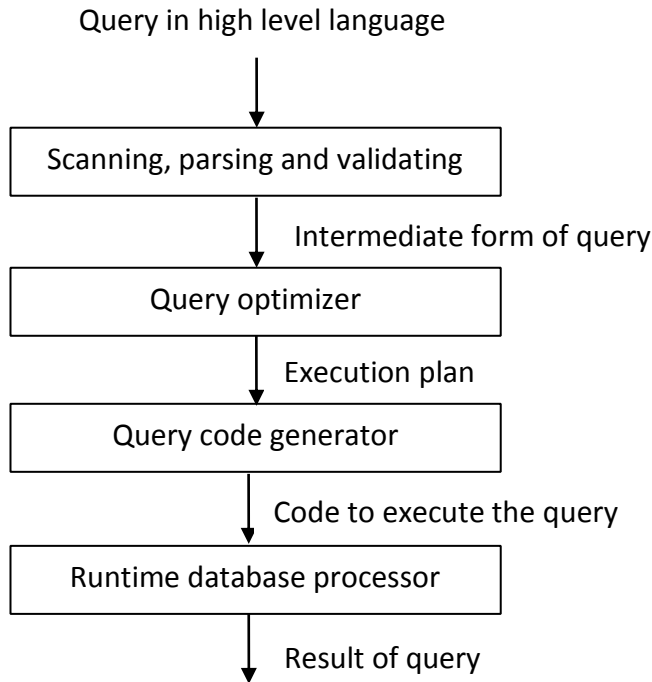 Query in high level language
Scanning, parsing and validating
Intermediate form of query
Query optimizer
Execution plan
Query code generator
Code to execute the query
Runtime database processor
Result of query